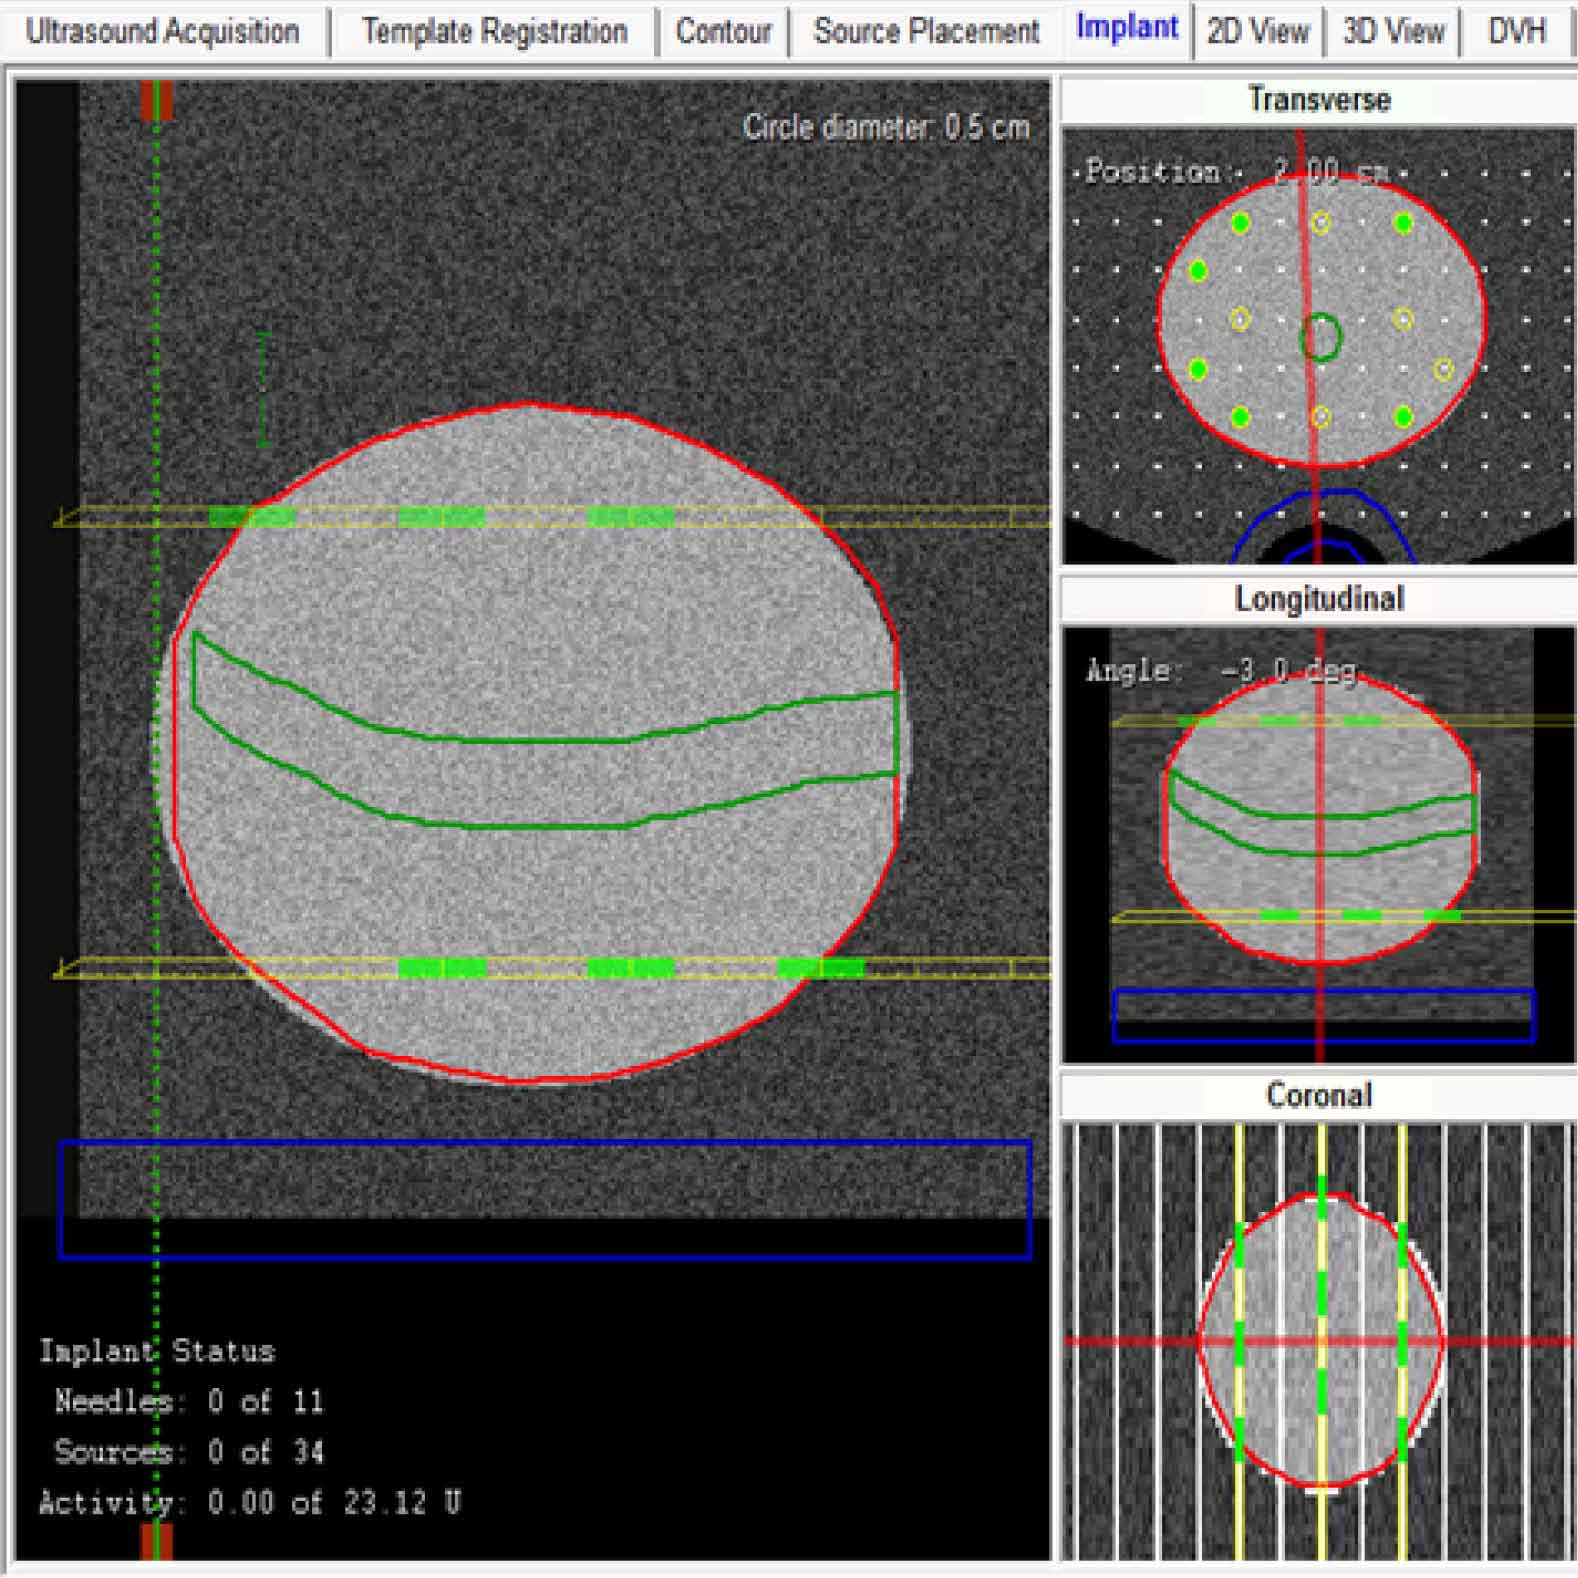 Ultrasound Acquisition Template Registration Contour Source Placement Implant 2D View 3D View DVH
Circle diameter: 0.5 cm
Implant Status
Needles: 0 of 11
Sources: 0 of 34
Activity: 0.00 of 23.12 U
Transverse
Position: 2.00 cm
Longitudinal
Angle: -3.0 deg
Coronal